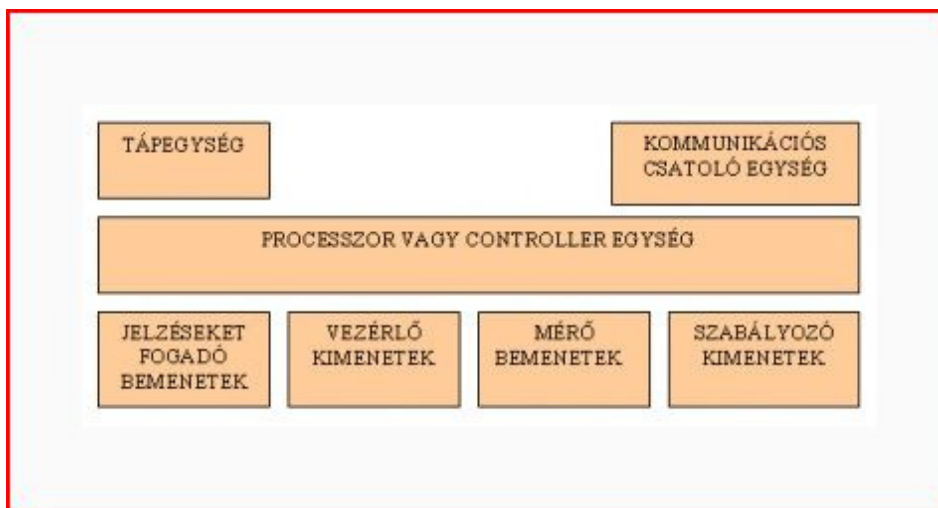 TÁPEGYSÉG
KOMMUNIKÁCIÓS
CSATOLÓ EGYSÉG
PROCESSZOR VAGY CONTROLLER EGYSÉG
JELZÉSEKET
FOGADÓ
BEMENETEK
VEZÉRLŐ
KIMENETEK
MÉRŐ
BEMENETEK
SZABÁLYOZÓ
KIMENETEK